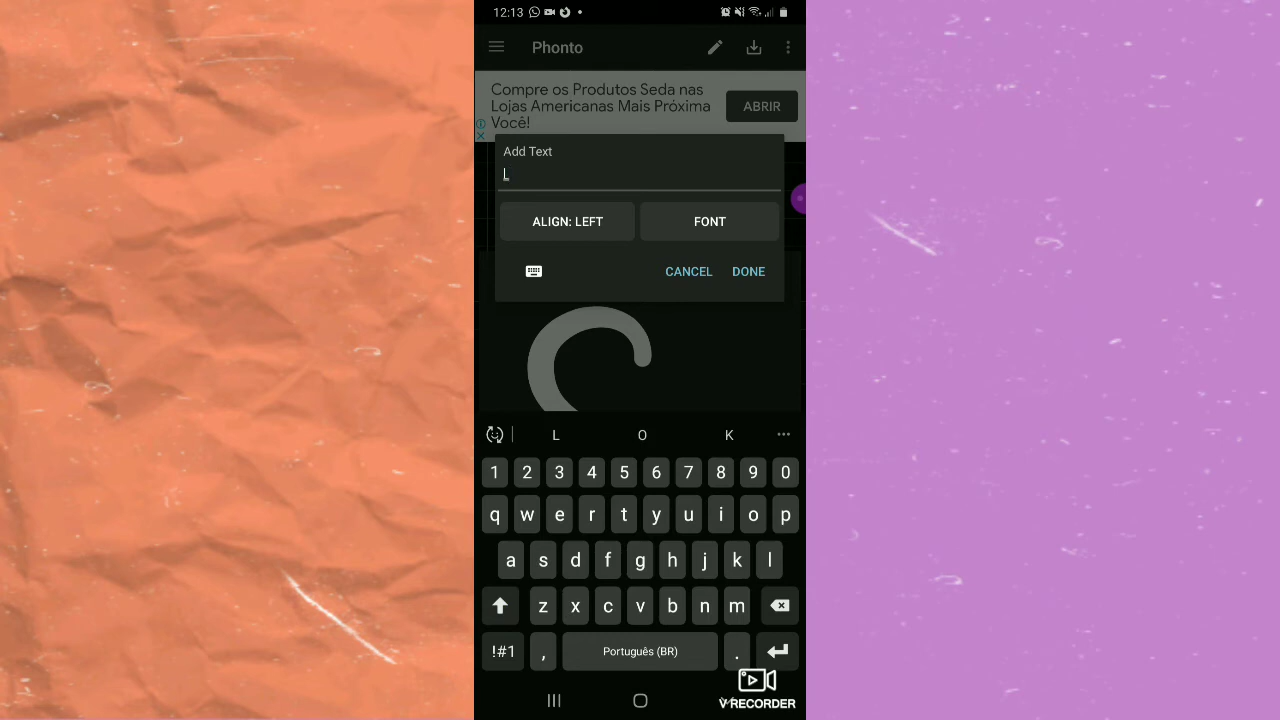 12:13
Phonto
Compre os Produtos Seda nas
Lojas Americanas Mais Próxima
Você!
ABRIR
Add Text
L
ALIGN: LEFT FONT
CANCEL DONE
L O K
1 2 3 4 5 6 7 8 9 0
q w e r t y u i o p
a s d f g h j k l
z x c v b n m
!#1 , Português (BR) .
VRECORDER